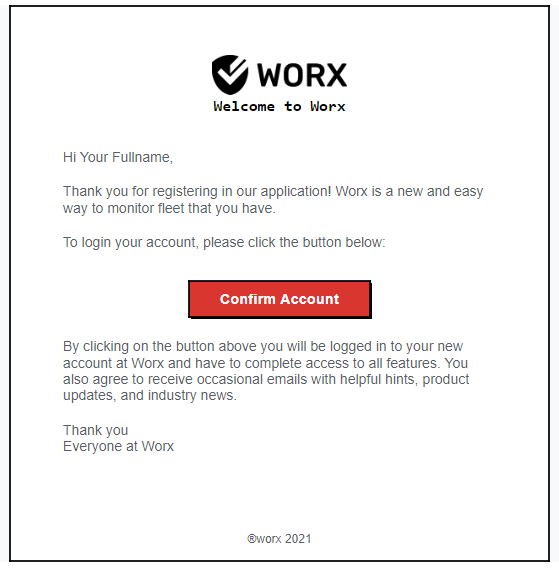 WORX
Welcome to Worx
Hi Your Fullname,
Thank you for registering in our application! Worx is a new and easy
way to monitor fleet that you have.
To login your account, please click the button below:
Confirm Account
By clicking on the button above you will be logged in to your new
account at Worx and have to complete access to all features. You
also agree to receive occasional emails with helpful hints, product
updates, and industry news.
Thank you
Everyone at Worx
®worx 2021